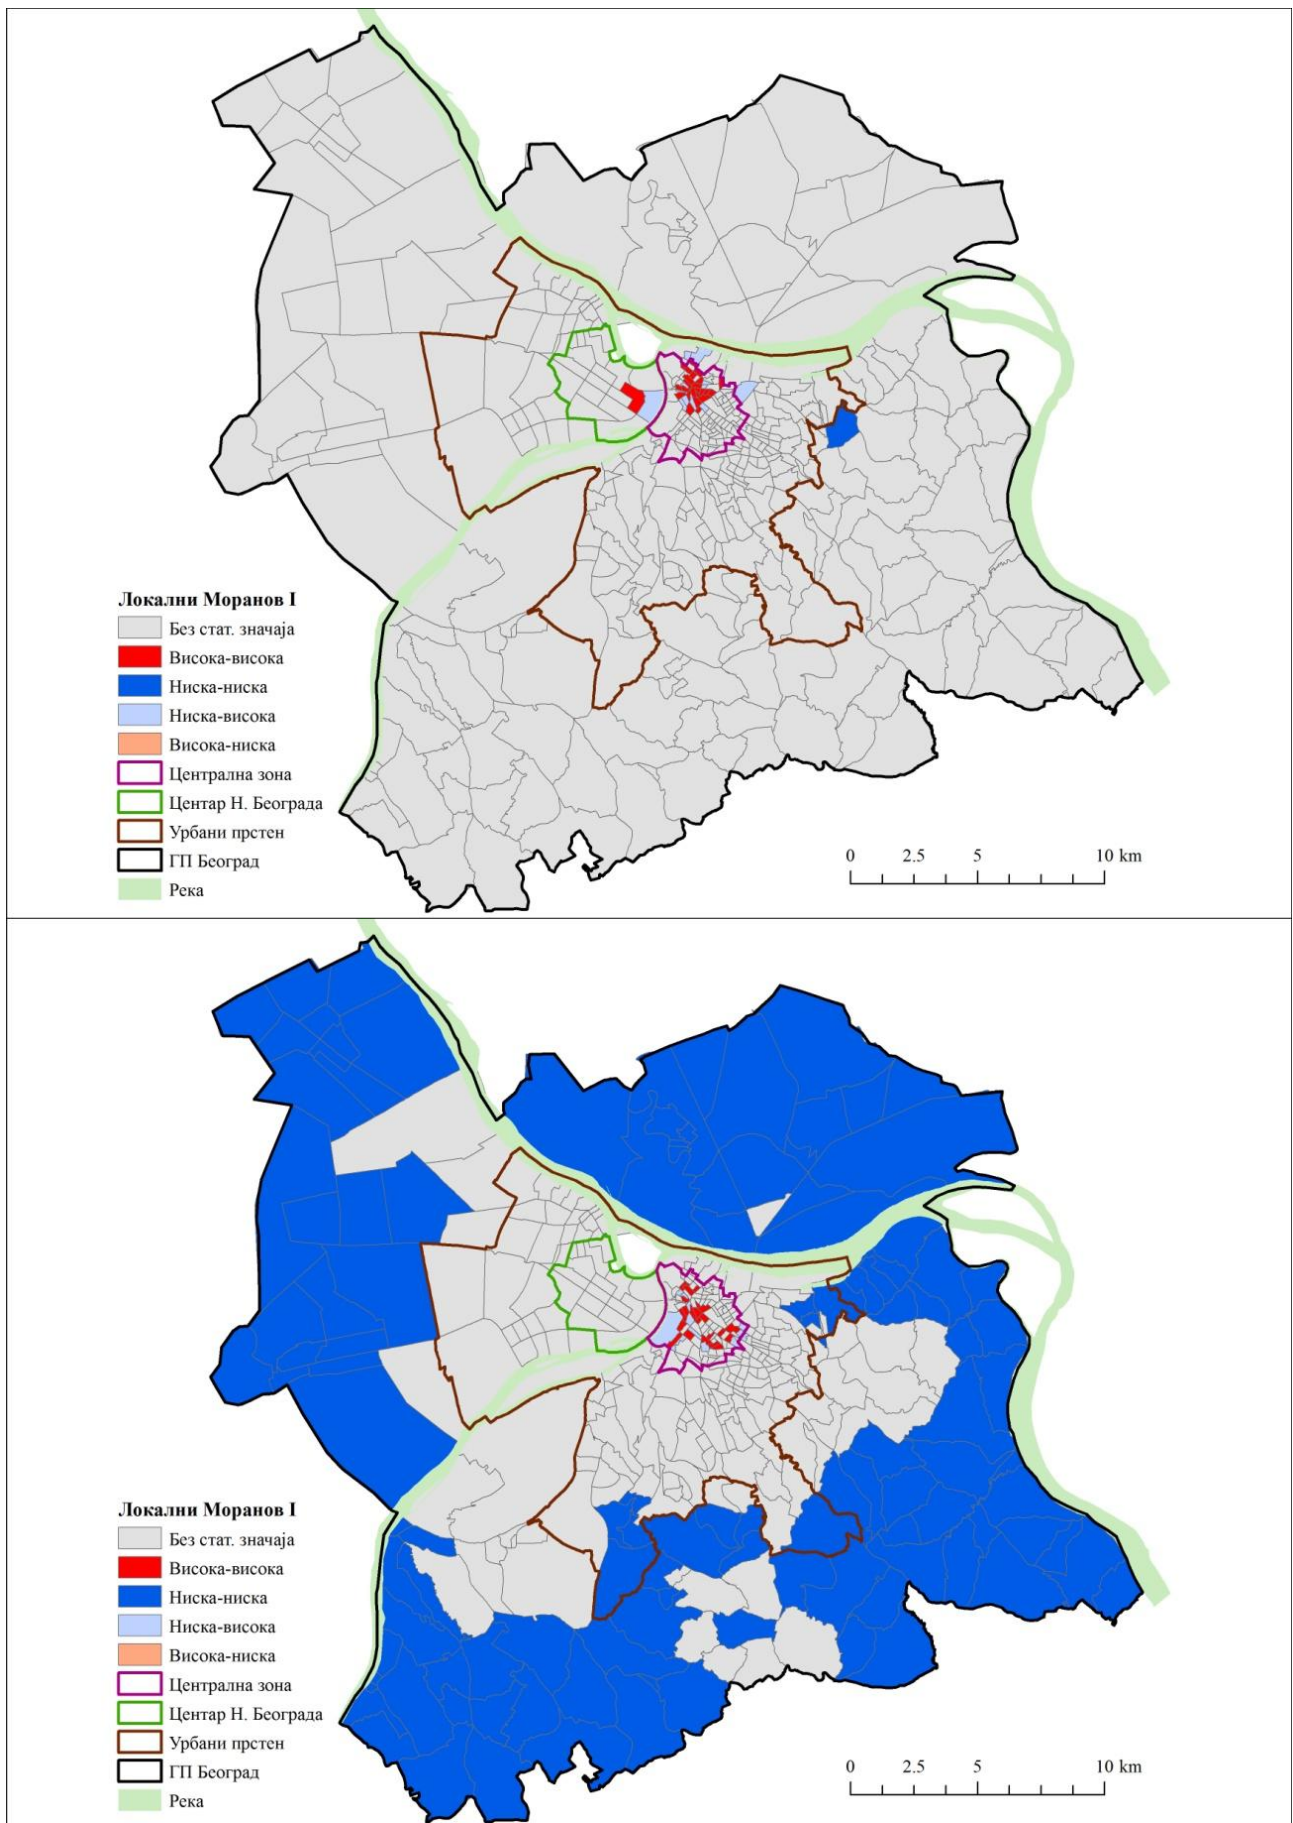 Локални Моранов I
Без стат. значаја
Висока-висока
Ниска-ниска
Ниска-висока
Висока-ниска
Централна зона
Центар Н. Београда
Урбани прстен
ГП Београд
Река
0 2.5 5 10 km
Локални Моранов I
Без стат. значаја
Висока-висока
Ниска-ниска
Ниска-висока
Висока-ниска
Централна зона
Центар Н. Београда
Урбани прстен
ГП Београд
Река
0 2.5 5 10 km